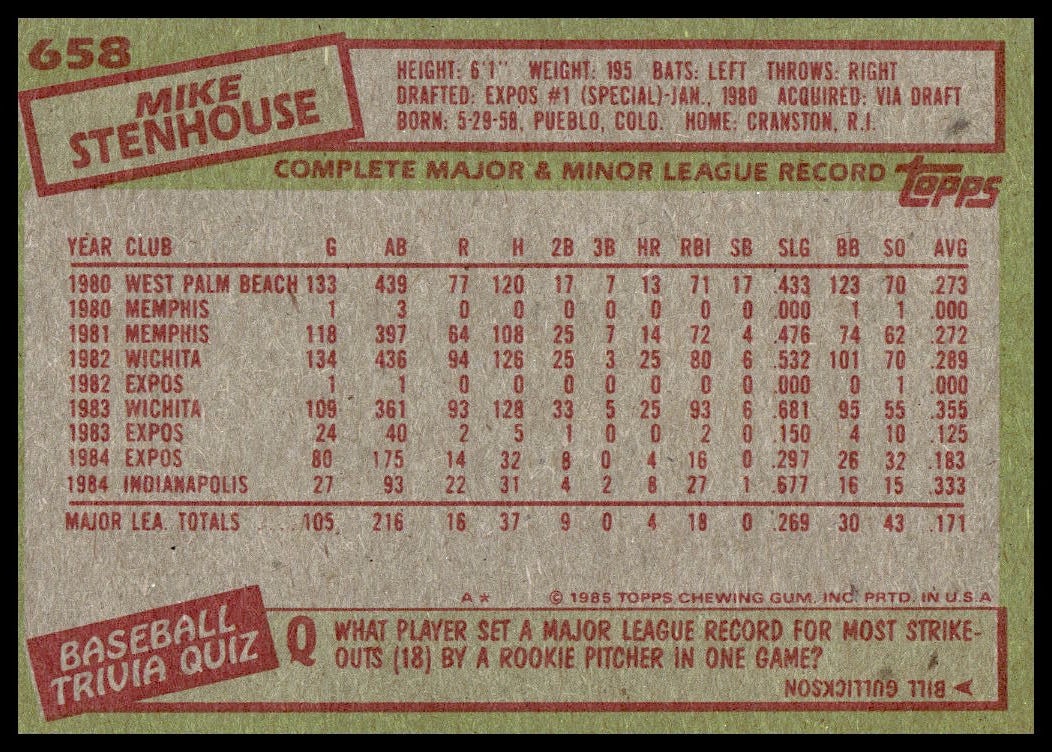 658
MIKE
STENHOUSE
HEIGHT: 6'1" WEIGHT: 195 BATS: LEFT THROWS: RIGHT
DRAFTED: EXPOS #1 (SPECIAL)-JAN., 1980 ACQUIRED: VIA DRAFT
BORN: 5-29-58, PUEBLO, COLO. HOME: CRANSTON, R.I.
COMPLETE MAJOR & MINOR LEAGUE RECORD topps
YEAR CLUB G AB R H 2B 3B HR RBI SB SLG BB SO AVG
1980 WEST PALM BEACH 133 439 77 120 17 7 13 71 17 .433 123 70 .273
1980 MEMPHIS 1 3 0 0 0 0 0 0 0 .000 1 1 .000
1981 MEMPHIS 118 397 64 108 25 7 14 72 4 .476 74 62 .272
1982 WICHITA 134 436 94 126 25 3 25 80 6 .532 101 70 .289
1982 EXPOS 1 1 0 0 0 0 0 0 0 .000 0 1 .000
1983 WICHITA 109 361 93 128 33 5 25 93 6 .681 95 55 .355
1983 EXPOS 24 40 2 5 1 0 0 2 0 .150 4 10 .125
1984 EXPOS 80 175 14 32 8 0 4 16 0 .297 26 32 .183
1984 INDIANAPOLIS 27 93 22 31 4 2 8 27 1 .677 16 15 .333
MAJOR LEA. TOTALS .... 105 216 16 37 9 0 4 18 0 .269 30 43 .171
A* © 1985 TOPPS CHEWING GUM, INC. PRTD. IN U.S.A
BASEBALL
TRIVIA QUIZ
Q WHAT PLAYER SET A MAJOR LEAGUE RECORD FOR MOST STRIKE-
OUTS (18) BY A ROOKIE PITCHER IN ONE GAME?
A BILL GULLICKSON